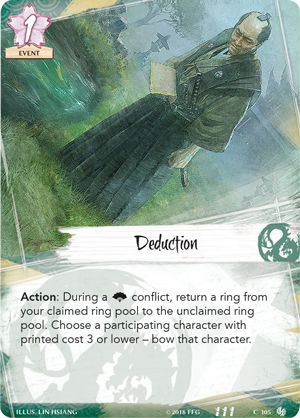 1
EVENT
Deduction
Action: During a conflict, return a ring from
your claimed ring pool to the unclaimed ring
pool. Choose a participating character with
printed cost 3 or lower – bow that character.
ILLUS. LIN HSIANG ©2018 FFG C 105